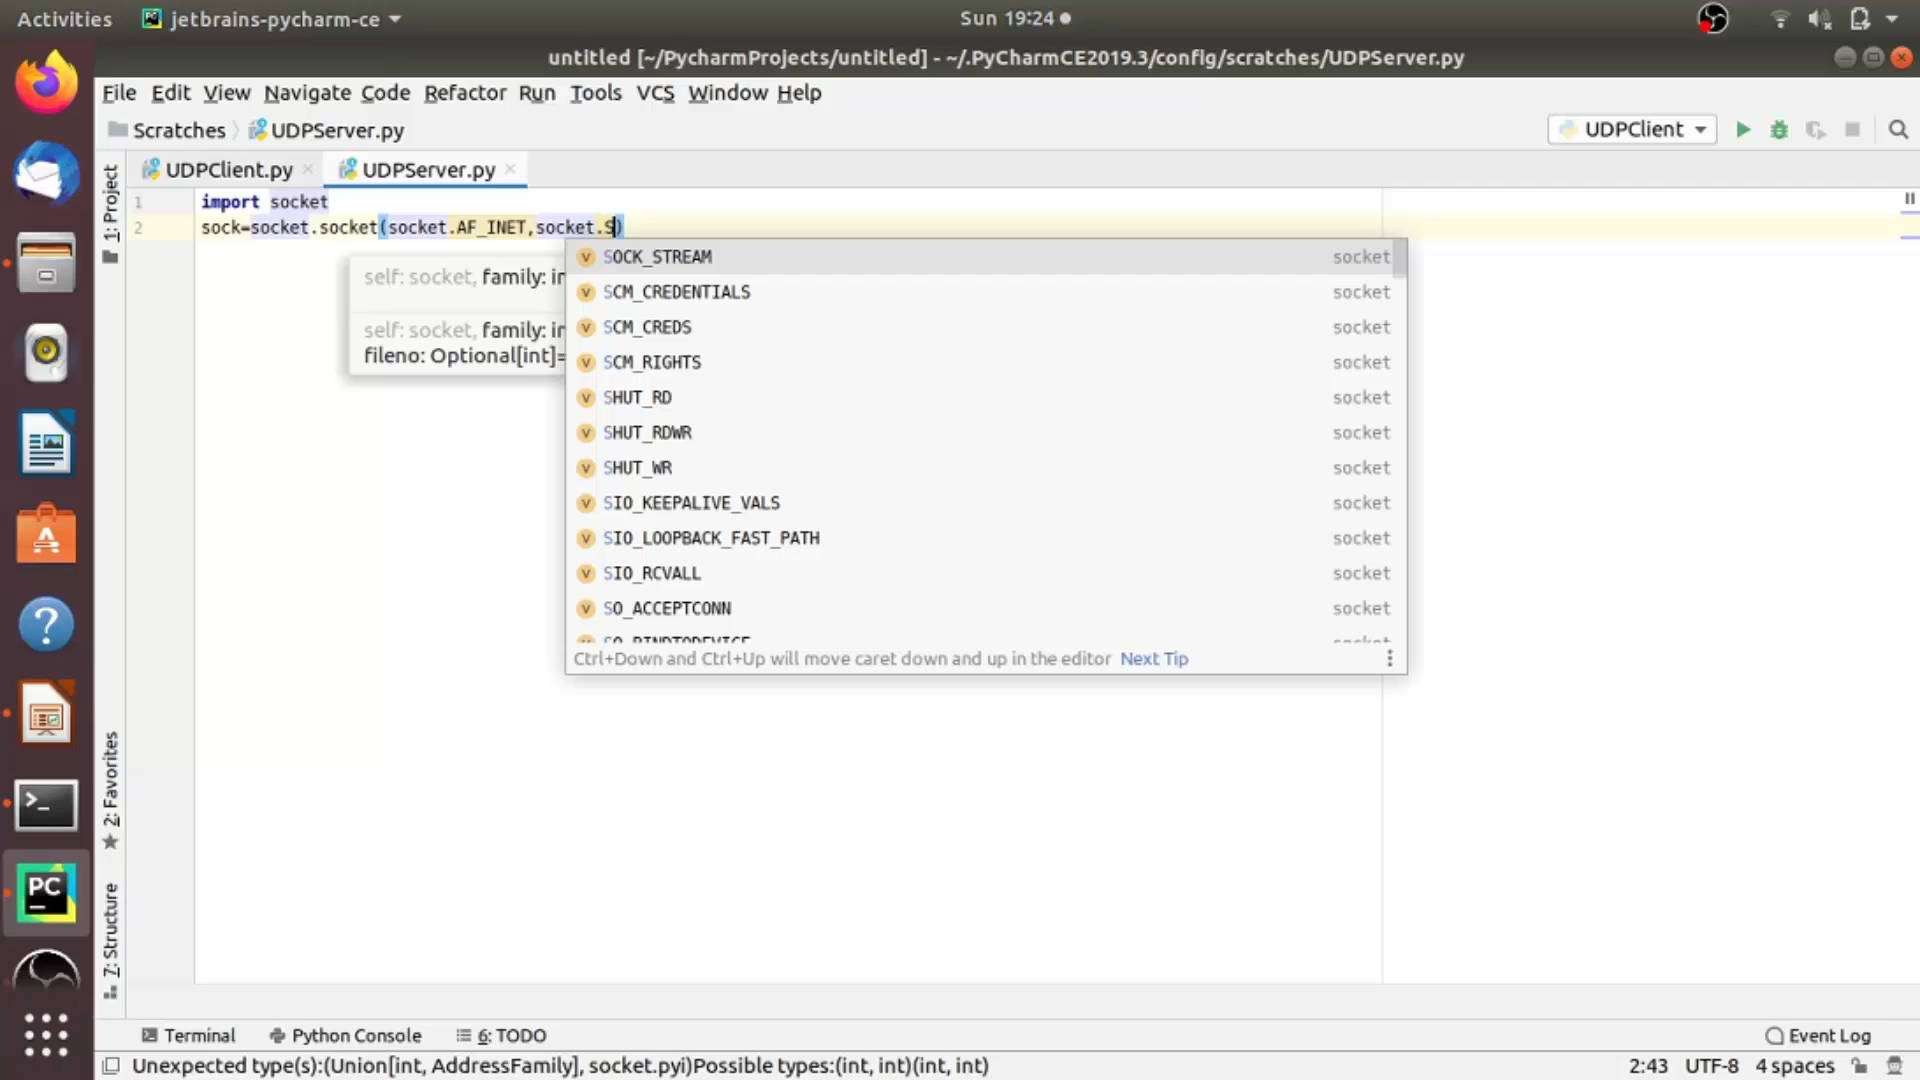 Activities jetbrains-pycharm-ce Sun 19:24
untitled [~/PycharmProjects/untitled] - ~/.PyCharmCE2019.3/config/scratches/UDPServer.py
File Edit View Navigate Code Refactor Run Tools VCS Window Help
Scratches UDPServer.py UDPClient
UDPClient.py UDPServer.py
1: Project
1 import socket
2 sock=socket.socket(socket.AF_INET,socket.S)
self: socket, family: in
self: socket, family: in
fileno: Optional[int]=
SOCK_STREAM socket
SCM_CREDENTIALS socket
SCM_CREDS socket
SCM_RIGHTS socket
SHUT_RD socket
SHUT_RDWR socket
SHUT_WR socket
SIO_KEEPALIVE_VALS socket
SIO_LOOPBACK_FAST_PATH socket
SIO_RCVALL socket
SO_ACCEPTCONN socket
SO_BINDTODEVICE socket
Ctrl+Down and Ctrl+Up will move caret down and up in the editor Next Tip
2: Favorites
7: Structure
PC
Terminal Python Console 6: TODO Event Log
Unexpected type(s):(Union[int, AddressFamily], socket.pyi)Possible types:(int, int)(int, int) 2:43 UTF-8 4 spaces